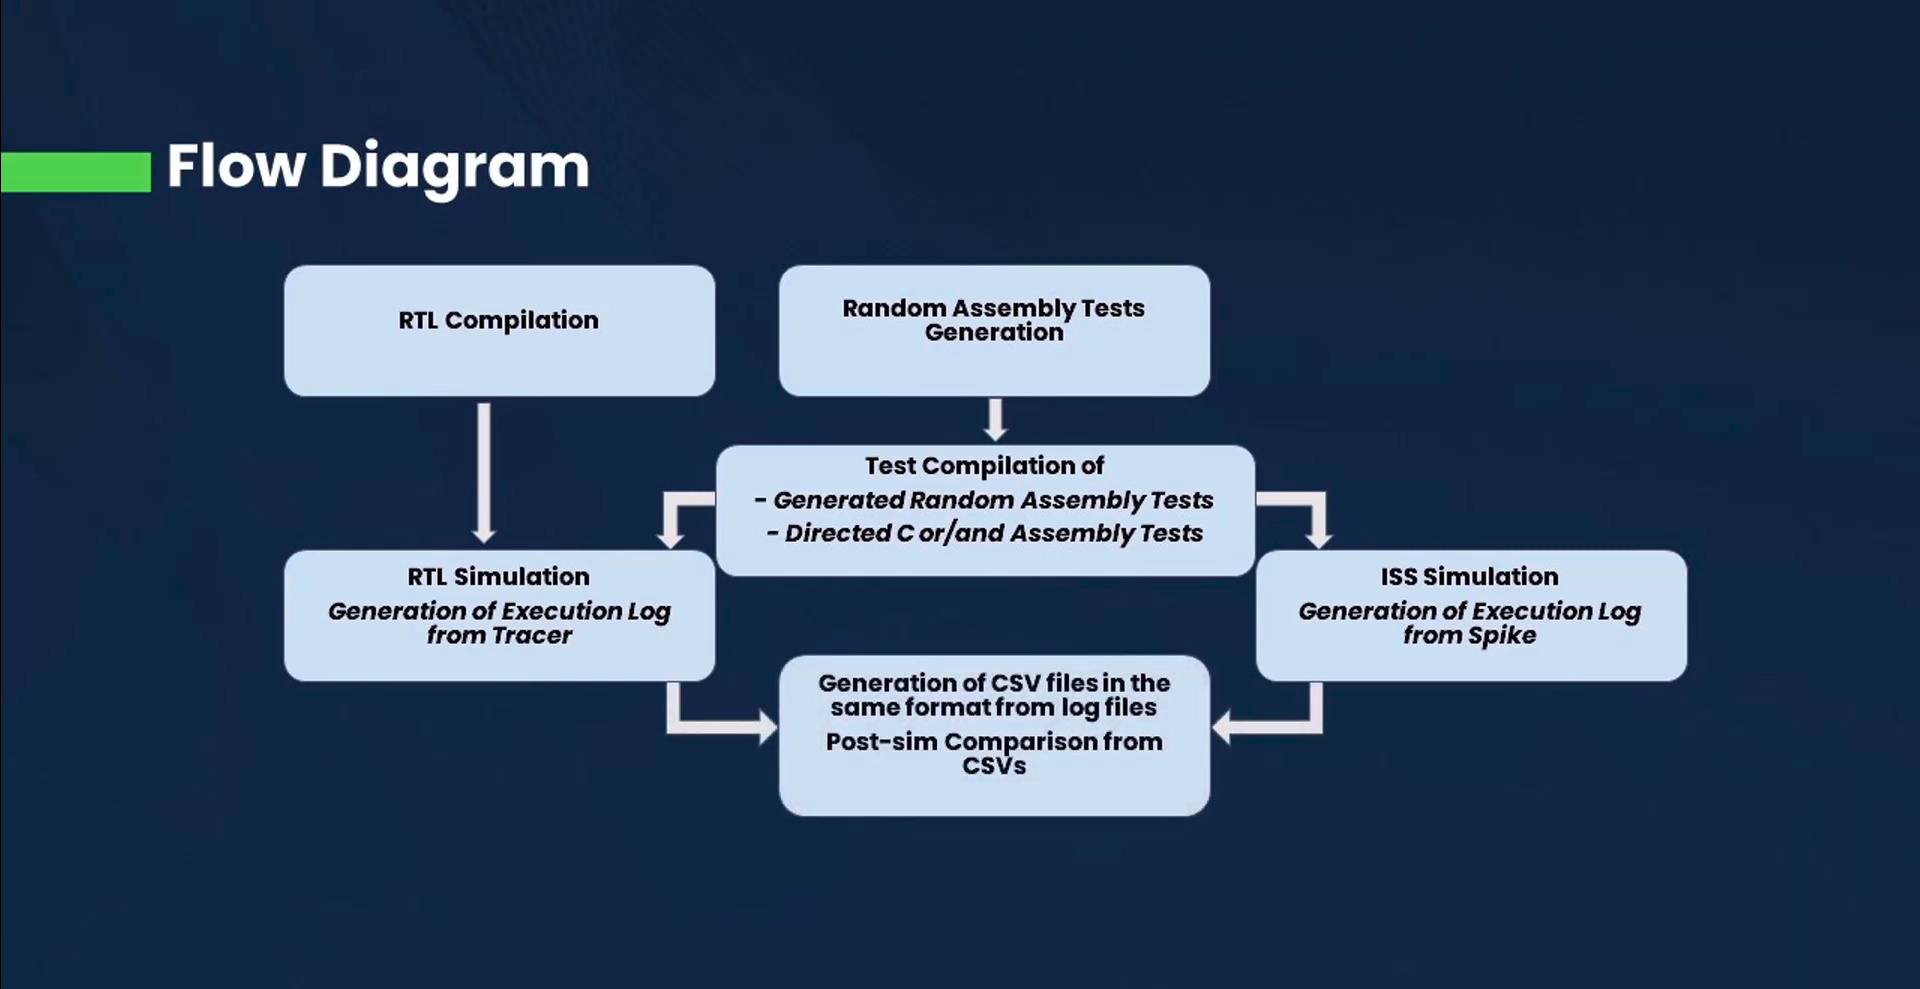 Flow Diagram
RTL Compilation
Random Assembly Tests
Generation
Test Compilation of
- Generated Random Assembly Tests
- Directed C or/and Assembly Tests
RTL Simulation
Generation of Execution Log
from Tracer
ISS Simulation
Generation of Execution Log
from Spike
Generation of CSV files in the
same format from log files
Post-sim Comparison from
CSVs